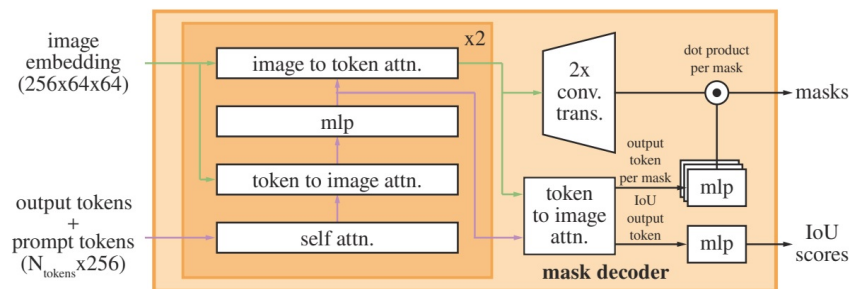 image
embedding
(256x64x64)
output tokens
+
prompt tokens
(N_tokens x256)
x2
image to token attn.
mlp
token to image attn.
self attn.
2x
conv.
trans.
token
to image
attn.
mask decoder
dot product
per mask
output
token
per mask
IoU
output
token
mlp
mlp
masks
IoU
scores